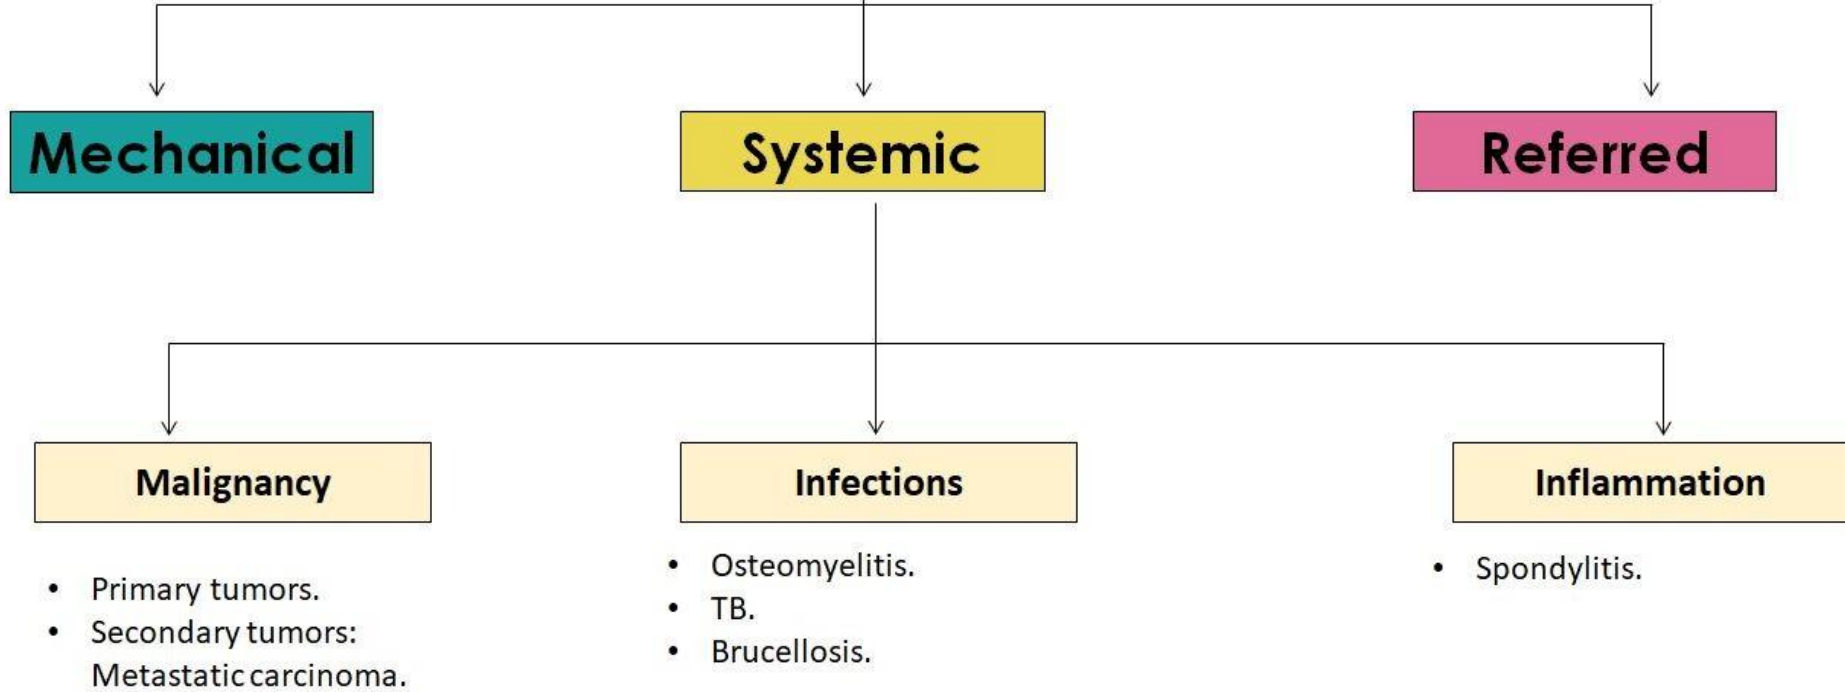 Mechanical
Systemic
Referred
Malignancy
Infections
Inflammation
• Primary tumors.
• Secondary tumors:
Metastatic carcinoma.
• Osteomyelitis.
• TB.
• Brucellosis.
• Spondylitis.